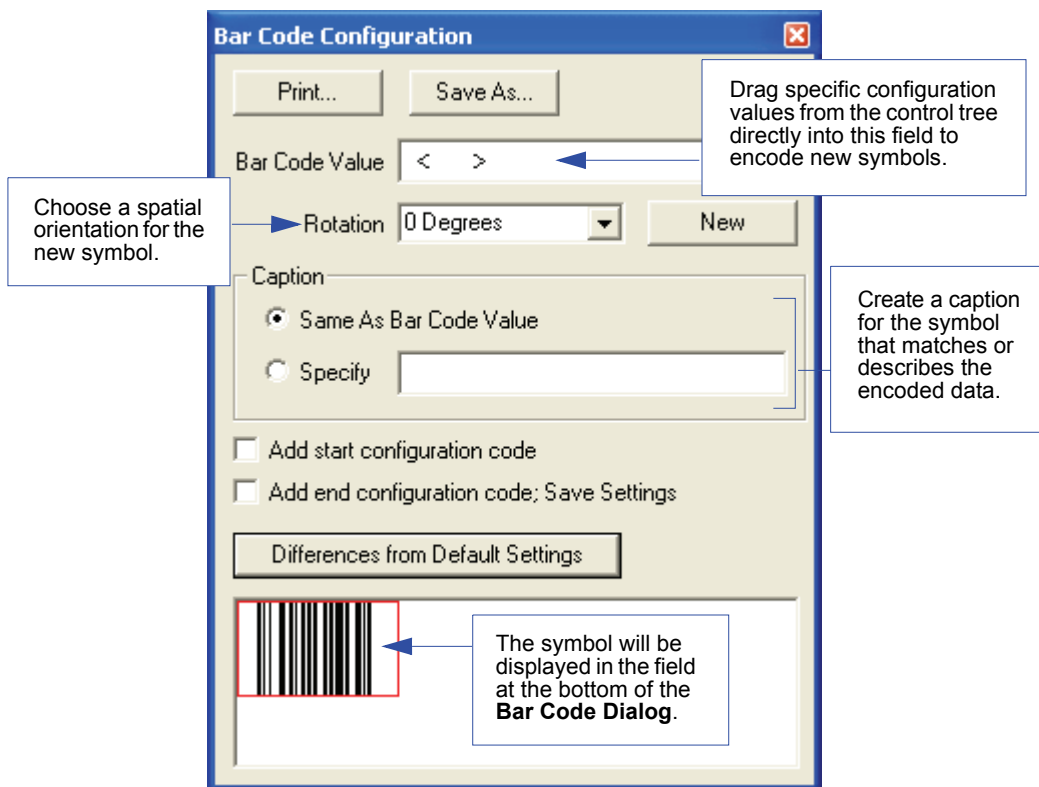 Bar Code Configuration
Print...
Save As...
Drag specific configuration
values from the control tree
directly into this field to
encode new symbols.
Bar Code Value
< >
Choose a spatial
orientation for the
new symbol.
Rotation
0 Degrees
New
Caption
Same As Bar Code Value
Specify
Create a caption
for the symbol
that matches or
describes the
encoded data.
Add start configuration code
Add end configuration code; Save Settings
Differences from Default Settings
The symbol will be
displayed in the field
at the bottom of the
Bar Code Dialog.